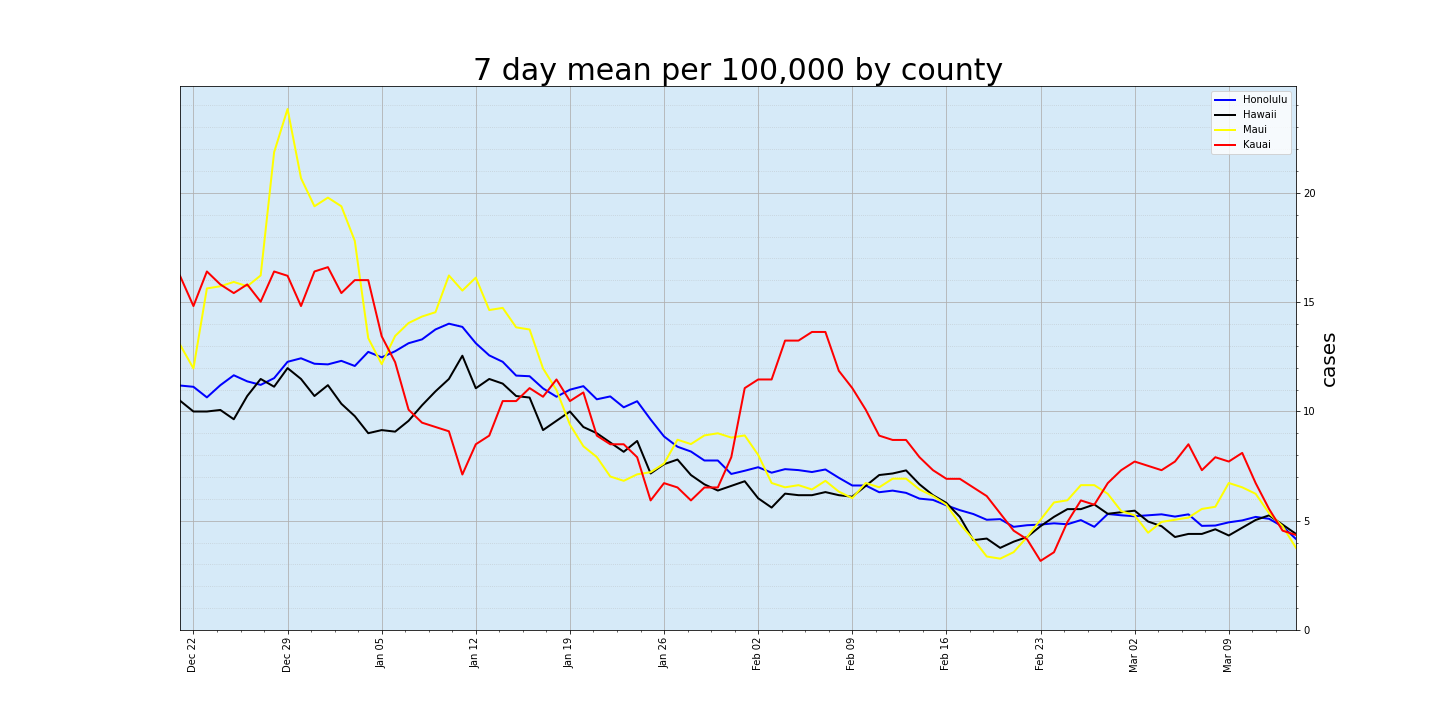 7 day mean per 100,000 by county
Honolulu
Hawaii
Maui
Kauai
20
15
10
5
0
cases
Dec 22
Dec 29
Jan 05
Jan 12
Jan 19
Jan 26
Feb 02
Feb 09
Feb 16
Feb 23
Mar 02
Mar 09